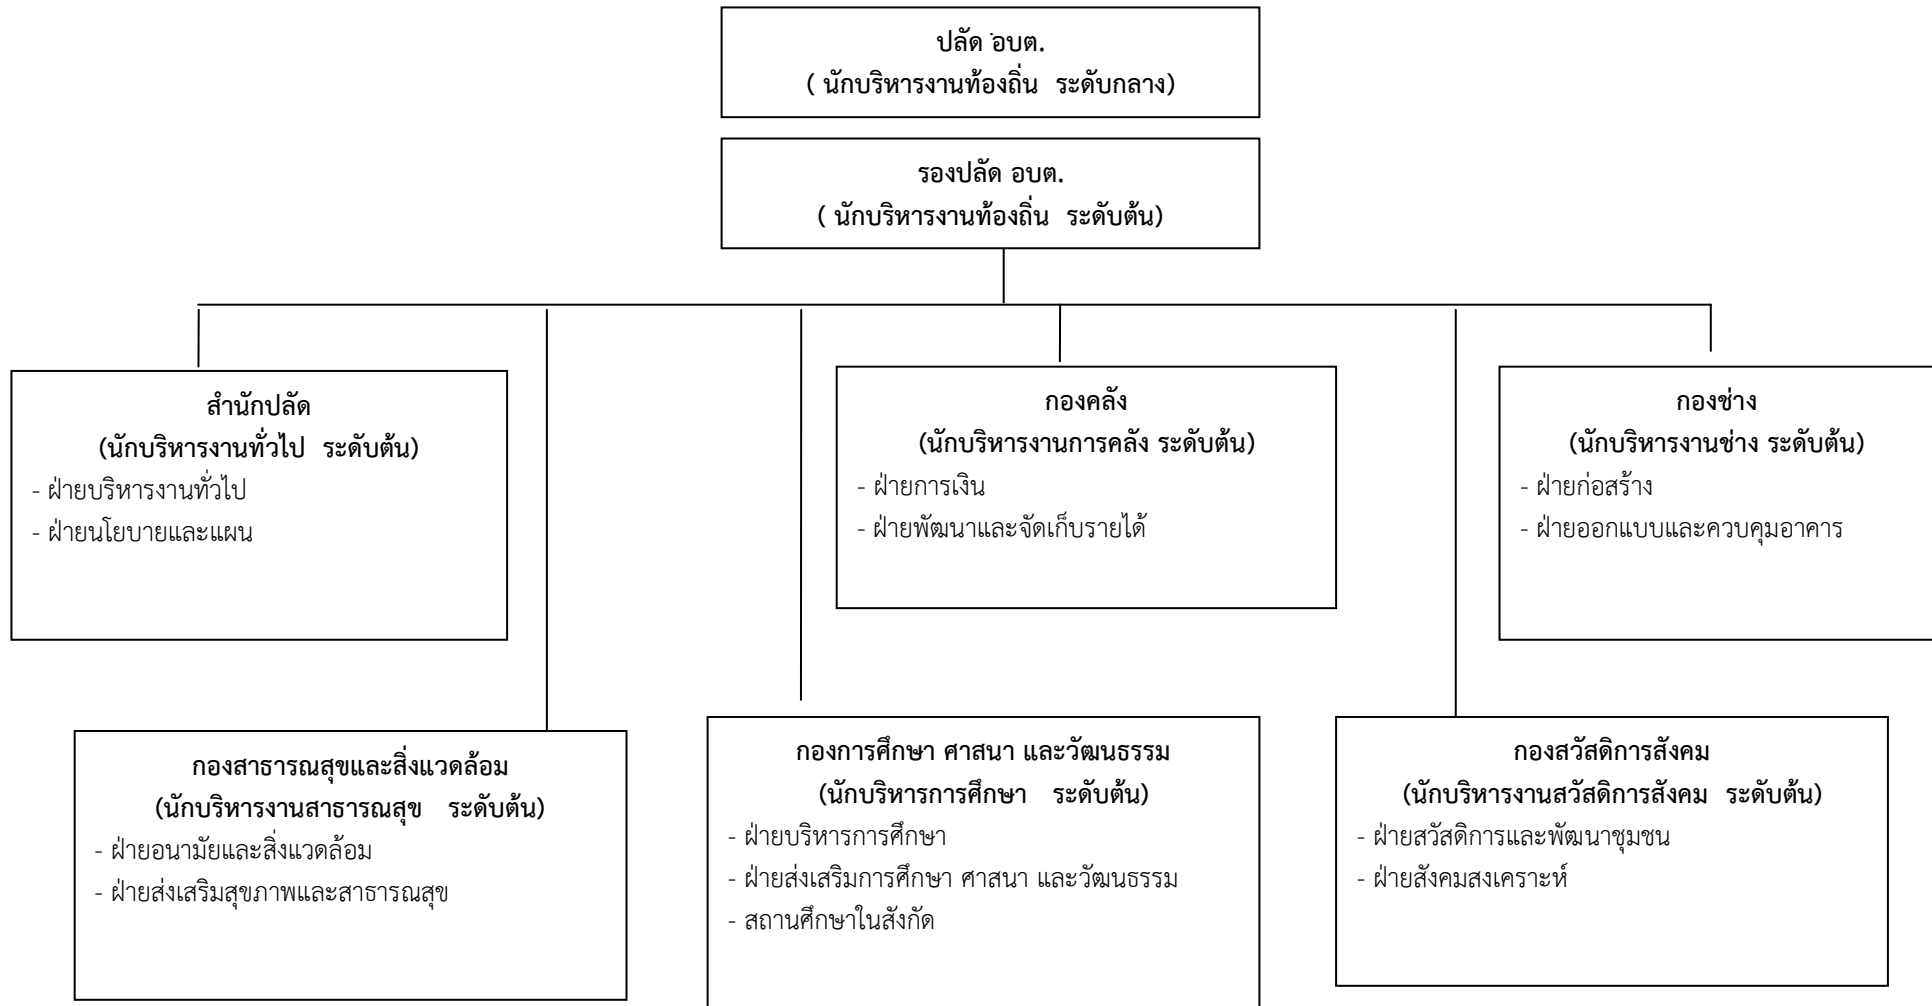 ปลัด อบต.
( นักบริหารงานท้องถิ่น ระดับกลาง)
รองปลัด อบต.
( นักบริหารงานท้องถิ่น ระดับต้น)
สำนักปลัด
(นักบริหารงานทั่วไป ระดับต้น)
- ฝ่ายบริหารงานทั่วไป
- ฝ่ายนโยบายและแผน
กองคลัง
(นักบริหารงานการคลัง ระดับต้น)
- ฝ่ายการเงิน
- ฝ่ายพัฒนาและจัดเก็บรายได้
กองช่าง
(นักบริหารงานช่าง ระดับต้น)
- ฝ่ายก่อสร้าง
- ฝ่ายออกแบบและควบคุมอาคาร
กองสาธารณสุขและสิ่งแวดล้อม
(นักบริหารงานสาธารณสุข ระดับต้น)
- ฝ่ายอนามัยและสิ่งแวดล้อม
- ฝ่ายส่งเสริมสุขภาพและสาธารณสุข
กองการศึกษา ศาสนา และวัฒนธรรม
(นักบริหารการศึกษา ระดับต้น)
- ฝ่ายบริหารการศึกษา
- ฝ่ายส่งเสริมการศึกษา ศาสนา และวัฒนธรรม
- สถานศึกษาในสังกัด
กองสวัสดิการสังคม
(นักบริหารงานสวัสดิการสังคม ระดับต้น)
- ฝ่ายสวัสดิการและพัฒนาชุมชน
- ฝ่ายสังคมสงเคราะห์